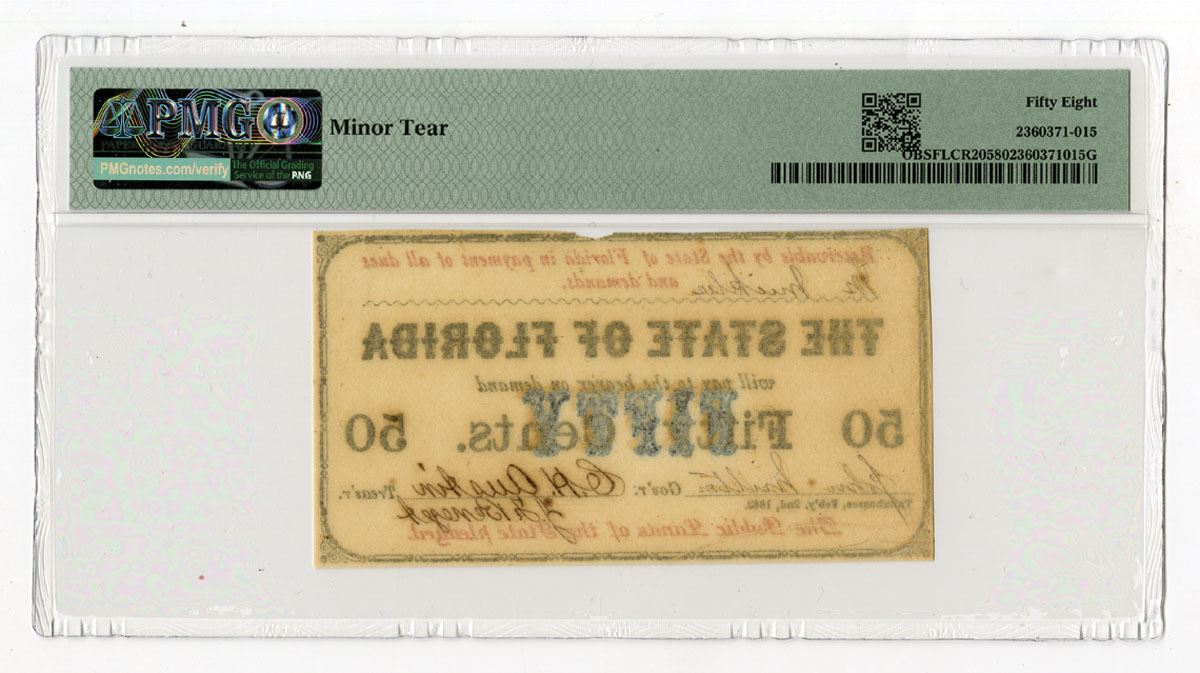 PMG
PMGnotes.com/verify
The Official Grading
Service of the PNG
Minor Tear
Fifty Eight
2360371-015
OBSFLCR205802360371015G
Receivable by the State of Florida in payment of all dues
and demands.
THE STATE OF FLORIDA
will pay to the bearer on demand
50 Fifty Cents. 50
FIFTY
John Milton Gov'r. C. H. Austin Treas'r.
Tallahassee, Feb'y, 2nd, 1863.
The Public Lands of the State pledged.